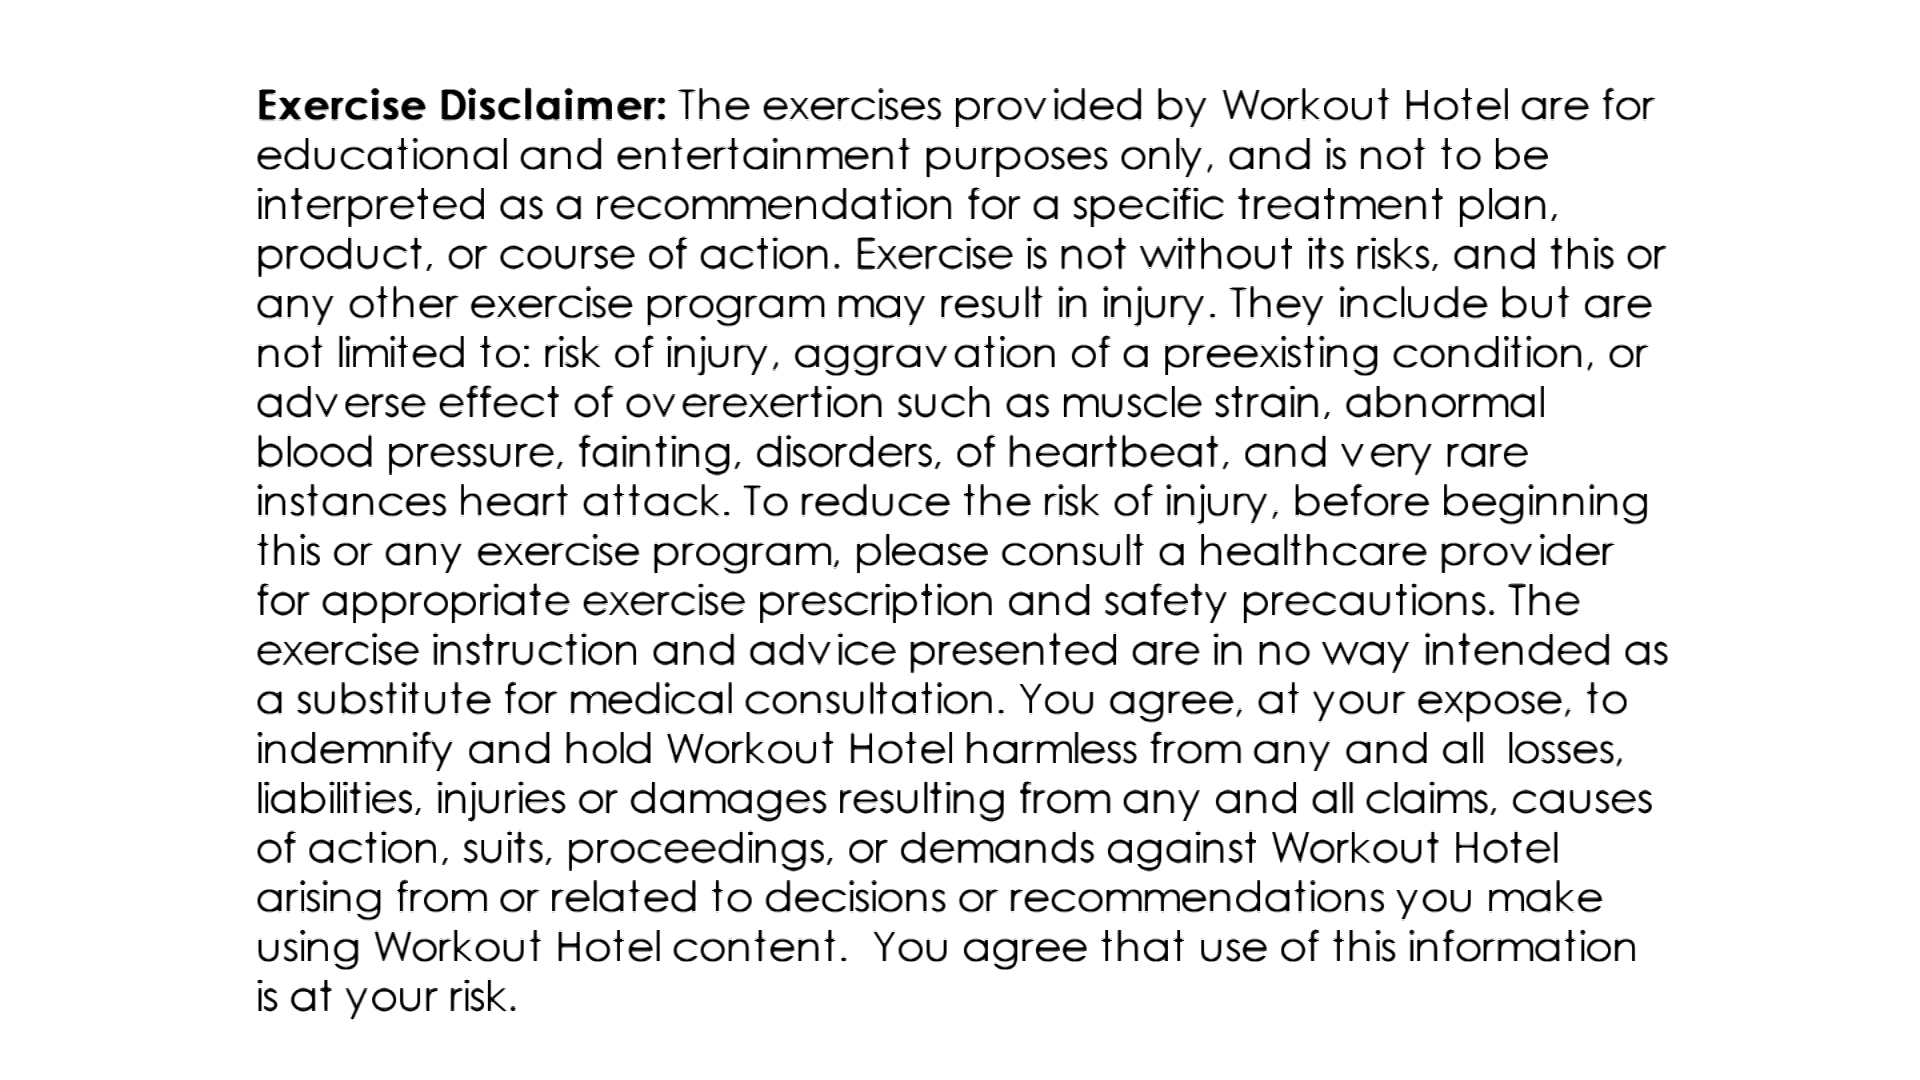 Exercise Disclaimer: The exercises provided by Workout Hotel are for
educational and entertainment purposes only, and is not to be
interpreted as a recommendation for a specific treatment plan,
product, or course of action. Exercise is not without its risks, and this or
any other exercise program may result in injury. They include but are
not limited to: risk of injury, aggravation of a preexisting condition, or
adverse effect of overexertion such as muscle strain, abnormal
blood pressure, fainting, disorders, of heartbeat, and very rare
instances heart attack. To reduce the risk of injury, before beginning
this or any exercise program, please consult a healthcare provider
for appropriate exercise prescription and safety precautions. The
exercise instruction and advice presented are in no way intended as
a substitute for medical consultation. You agree, at your expose, to
indemnify and hold Workout Hotel harmless from any and all  losses,
liabilities, injuries or damages resulting from any and all claims, causes
of action, suits, proceedings, or demands against Workout Hotel
arising from or related to decisions or recommendations you make
using Workout Hotel content.  You agree that use of this information
is at your risk.